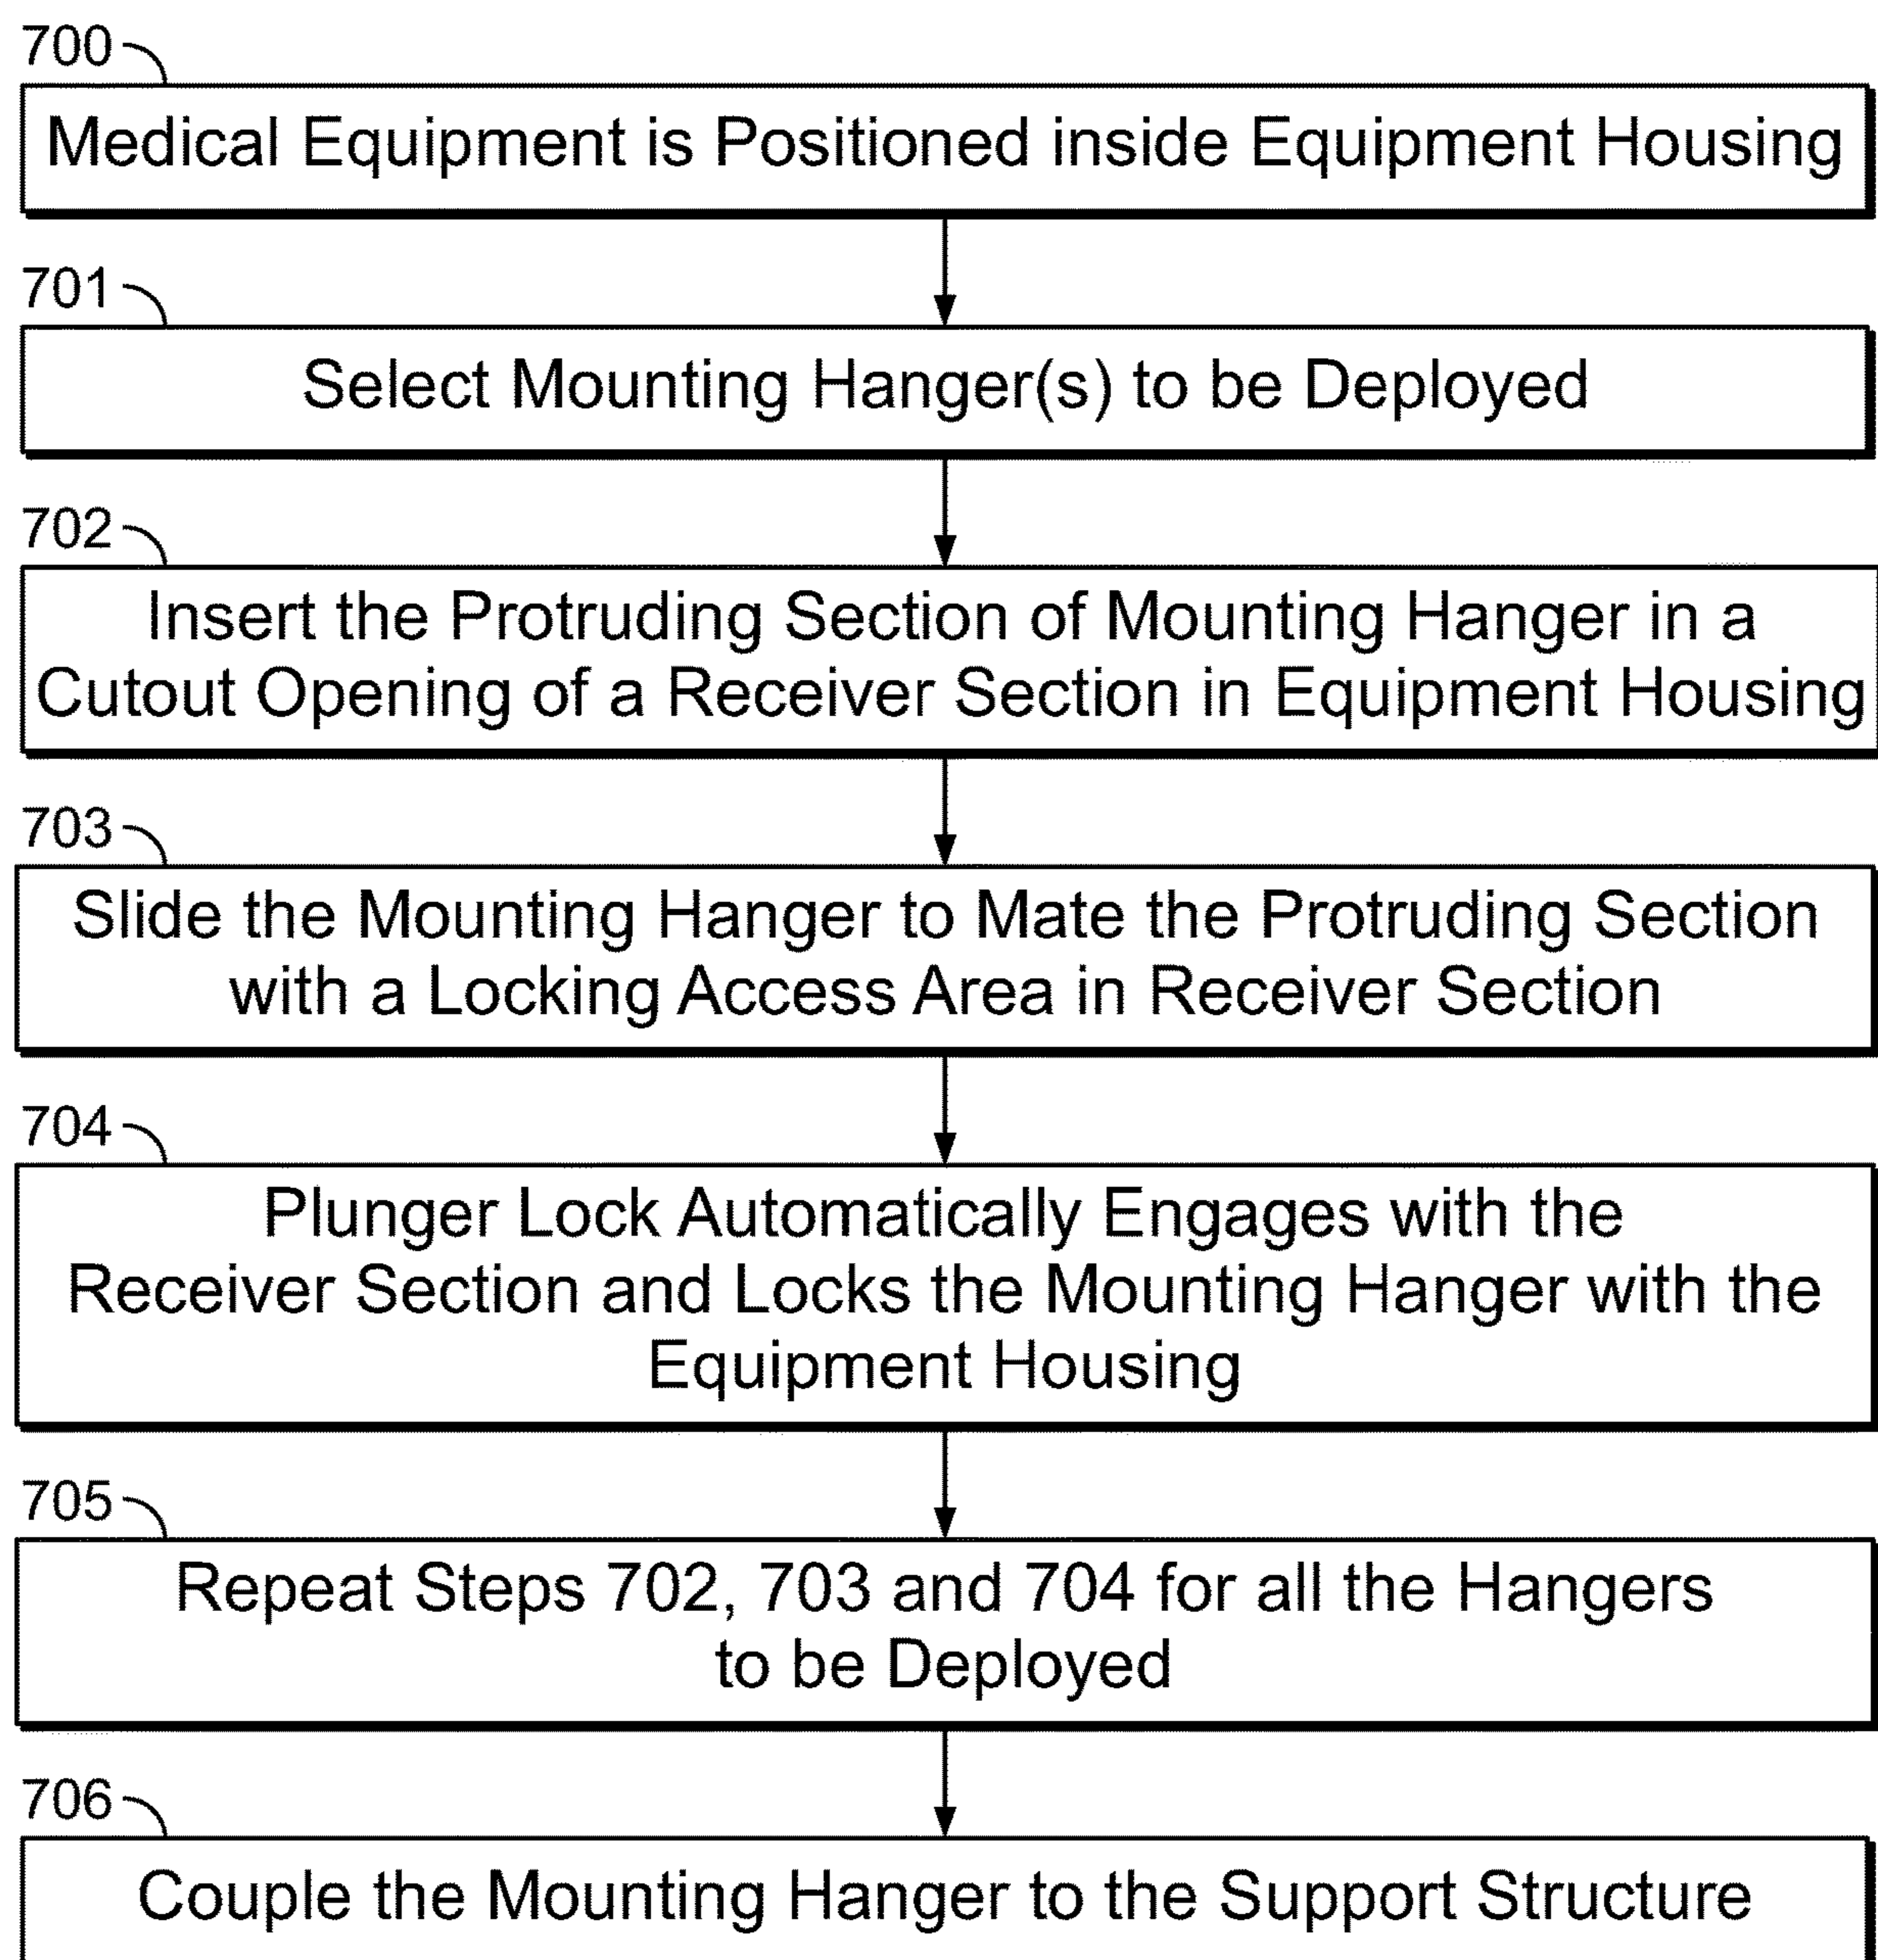 700
Medical Equipment is Positioned inside Equipment Housing
701
Select Mounting Hanger(s) to be Deployed
702
Insert the Protruding Section of Mounting Hanger in a
Cutout Opening of a Receiver Section in Equipment Housing
703
Slide the Mounting Hanger to Mate the Protruding Section
with a Locking Access Area in Receiver Section
704
Plunger Lock Automatically Engages with the
Receiver Section and Locks the Mounting Hanger with the
Equipment Housing
705
Repeat Steps 702, 703 and 704 for all the Hangers
to be Deployed
706
Couple the Mounting Hanger to the Support Structure